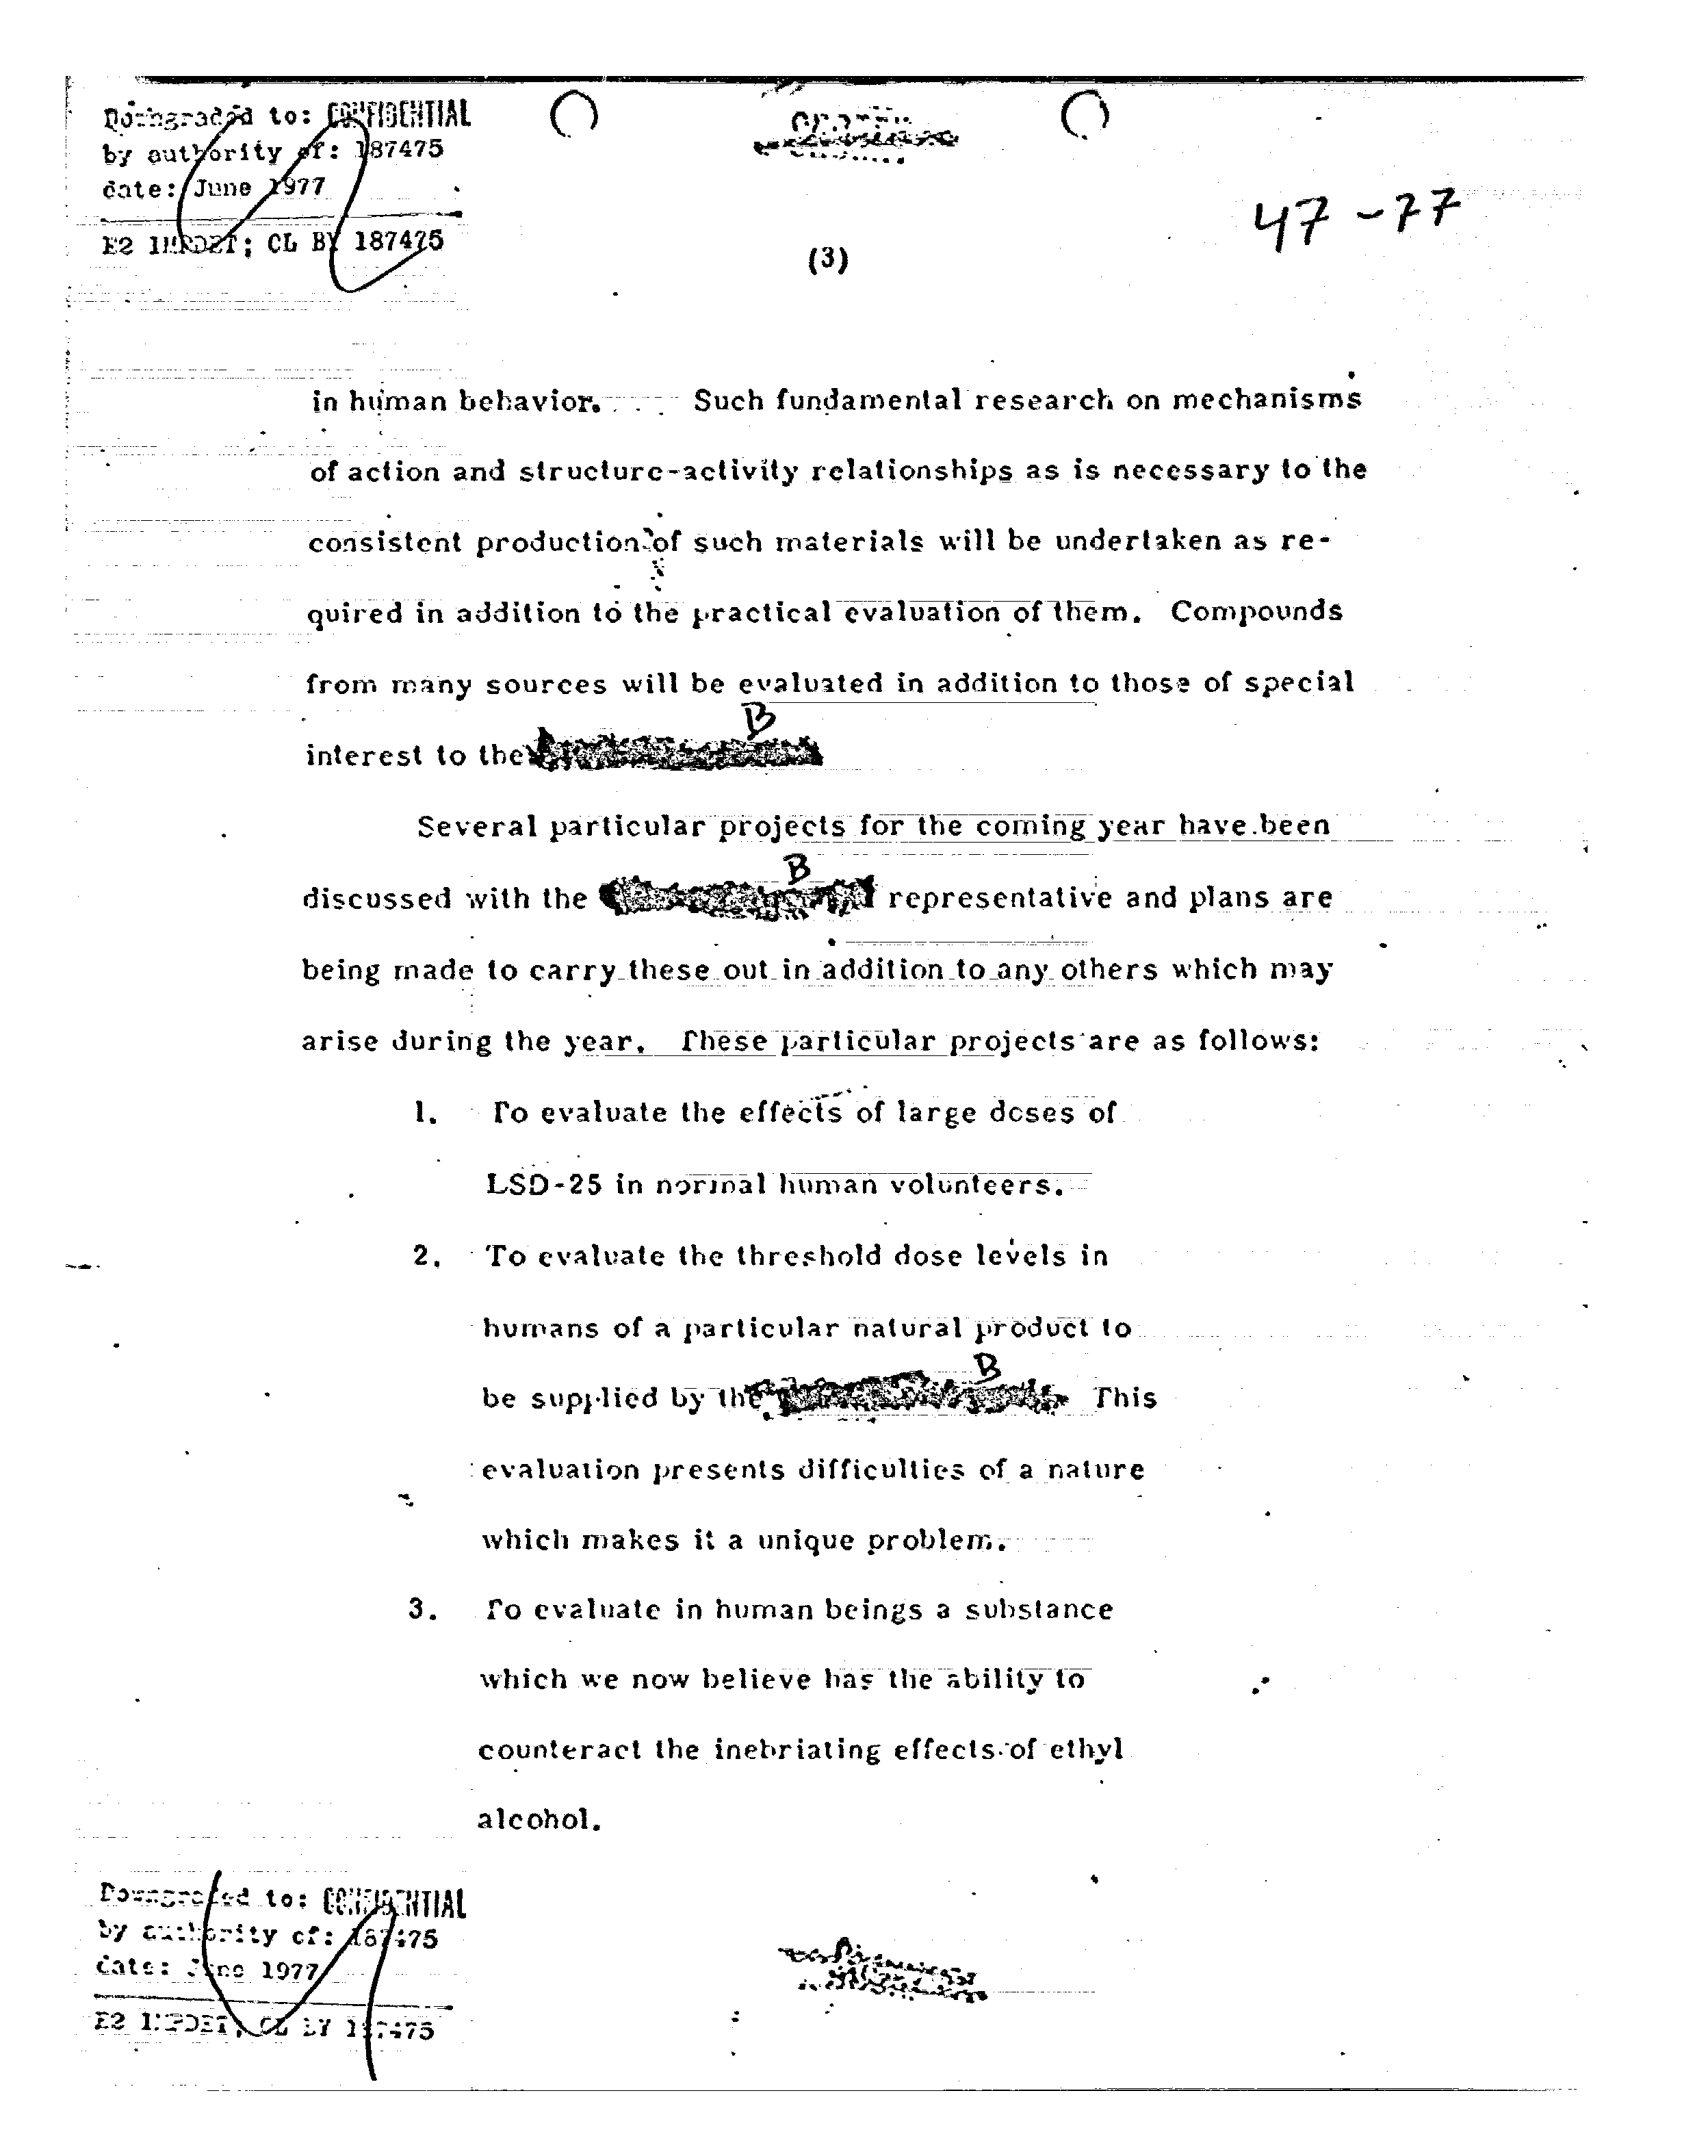 Downgraded to: CONFIDENTIAL
by authority of: 187475
date: June 1977
E2 IMPDET; CL BY 187475
47-77
(3)
in human behavior. Such fundamental research on mechanisms
of action and structure-activity relationships as is necessary to the
consistent production of such materials will be undertaken as re-
quired in addition to the practical evaluation of them. Compounds
from many sources will be evaluated in addition to those of special
B
interest to the
Several particular projects for the coming year have been
B
discussed with the representative and plans are
being made to carry these out in addition to any others which may
arise during the year. These particular projects are as follows:
1. To evaluate the effects of large doses of
LSD-25 in normal human volunteers.
2. To evaluate the threshold dose levels in
humans of a particular natural product to
B
be supplied by the This
evaluation presents difficulties of a nature
which makes it a unique problem.
3. To evaluate in human beings a substance
which we now believe has the ability to
counteract the inebriating effects of ethyl
alcohol.
Downgraded to: CONFIDENTIAL
by authority of: 187475
date: June 1977
E2 IMPDET; CL BY 187475